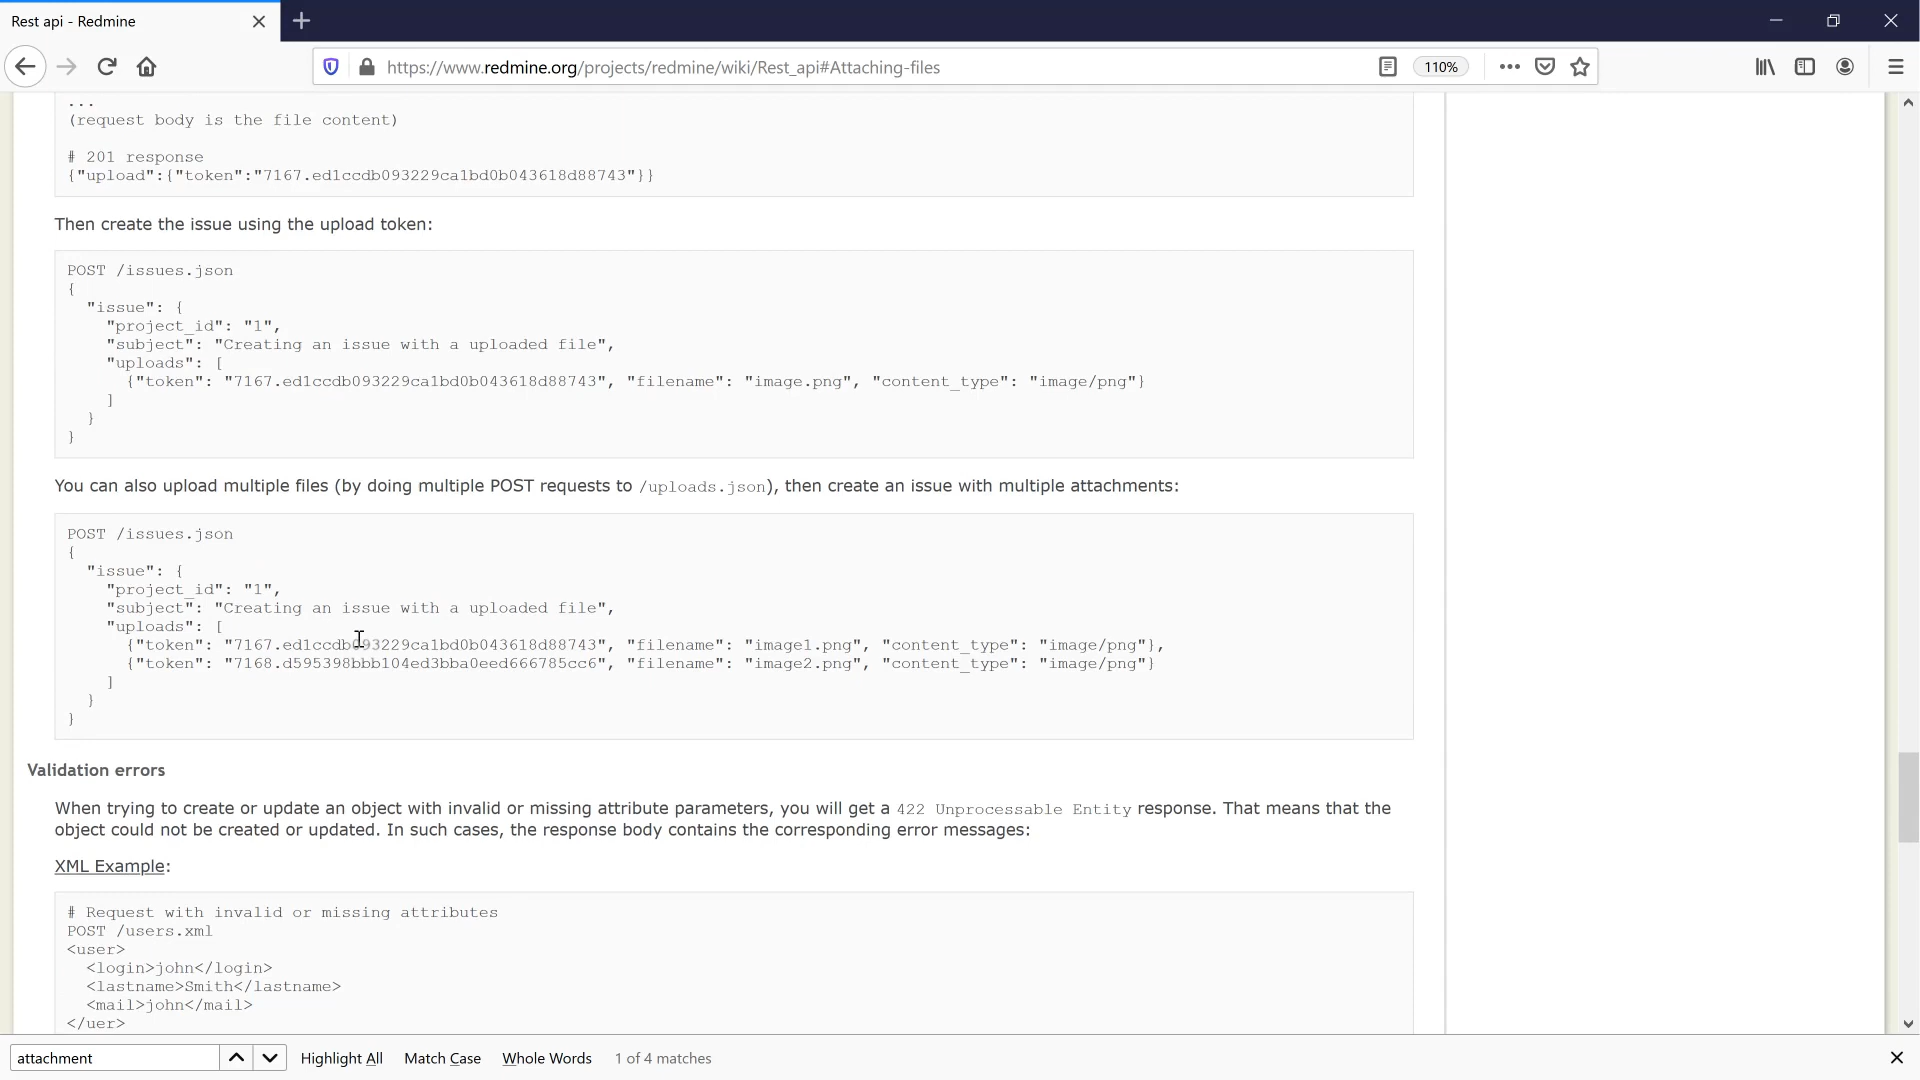 Rest api - Redmine
https://www.redmine.org/projects/redmine/wiki/Rest_api#Attaching-files
110%
...
(request body is the file content)
# 201 response
{"upload":{"token":"7167.ed1ccdb093229ca1bd0b043618d88743"}}
Then create the issue using the upload token:
POST /issues.json
{
  "issue": {
    "project_id": "1",
    "subject": "Creating an issue with a uploaded file",
    "uploads": [
      {"token": "7167.ed1ccdb093229ca1bd0b043618d88743", "filename": "image.png", "content_type": "image/png"}
    ]
  }
}
You can also upload multiple files (by doing multiple POST requests to /uploads.json), then create an issue with multiple attachments:
POST /issues.json
{
  "issue": {
    "project_id": "1",
    "subject": "Creating an issue with a uploaded file",
    "uploads": [
      {"token": "7167.ed1ccdb093229ca1bd0b043618d88743", "filename": "image1.png", "content_type": "image/png"},
      {"token": "7168.d595398bbb104ed3bba0eed666785cc6", "filename": "image2.png", "content_type": "image/png"}
    ]
  }
}
Validation errors
When trying to create or update an object with invalid or missing attribute parameters, you will get a 422 Unprocessable Entity response. That means that the
object could not be created or updated. In such cases, the response body contains the corresponding error messages:
XML Example:
# Request with invalid or missing attributes
POST /users.xml
<user>
  <login>john</login>
  <lastname>Smith</lastname>
  <mail>john</mail>
</uer>
attachment
Highlight All
Match Case
Whole Words
1 of 4 matches